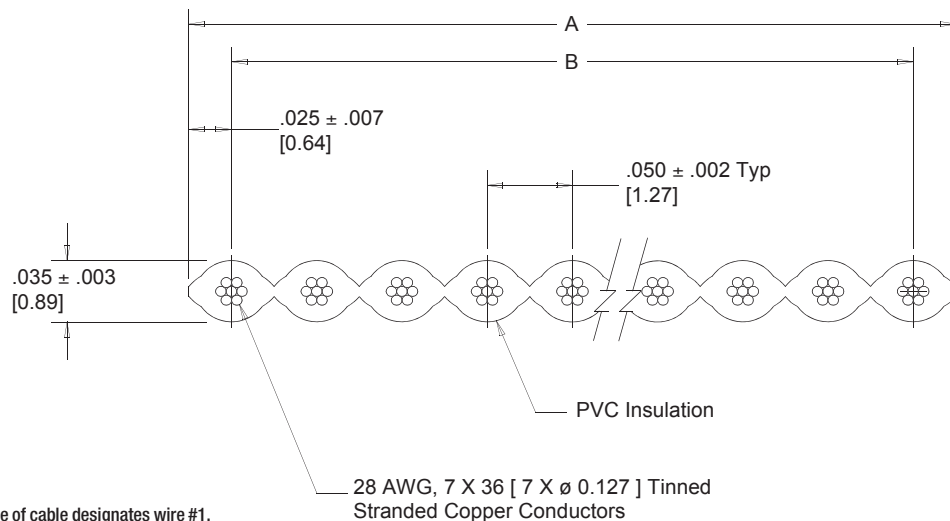 A
B
.025 ± .007
[0.64]
.050 ± .002 Typ
[1.27]
.035 ± .003
[0.89]
PVC Insulation
28 AWG, 7 X 36 [ 7 X ø 0.127 ] Tinned
Stranded Copper Conductors
e of cable designates wire #1.